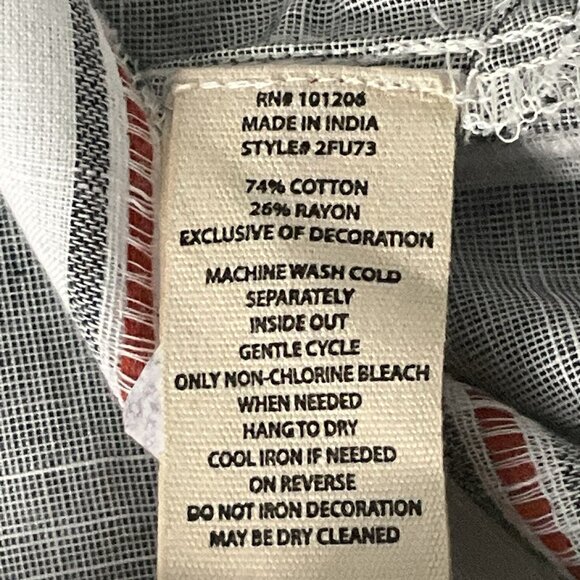 RN# 101206
MADE IN INDIA
STYLE# 2FU73
74% COTTON
26% RAYON
EXCLUSIVE OF DECORATION
MACHINE WASH COLD
SEPARATELY
INSIDE OUT
GENTLE CYCLE
ONLY NON-CHLORINE BLEACH
WHEN NEEDED
HANG TO DRY
COOL IRON IF NEEDED
ON REVERSE
DO NOT IRON DECORATION
MAY BE DRY CLEANED